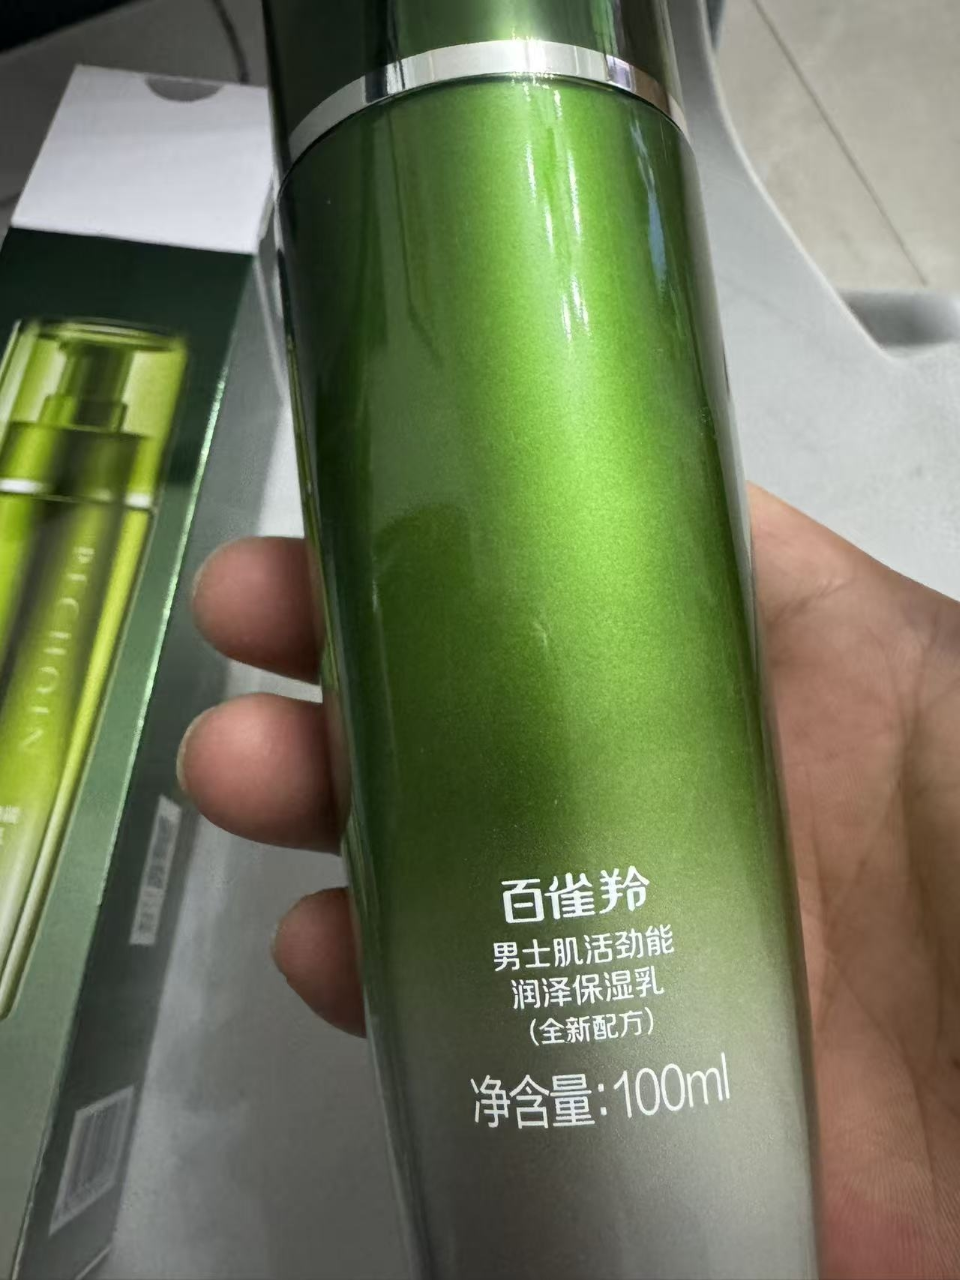 PECHOIN
百雀羚
男士肌活劲能
润泽保湿乳
(全新配方)
净含量:100ml